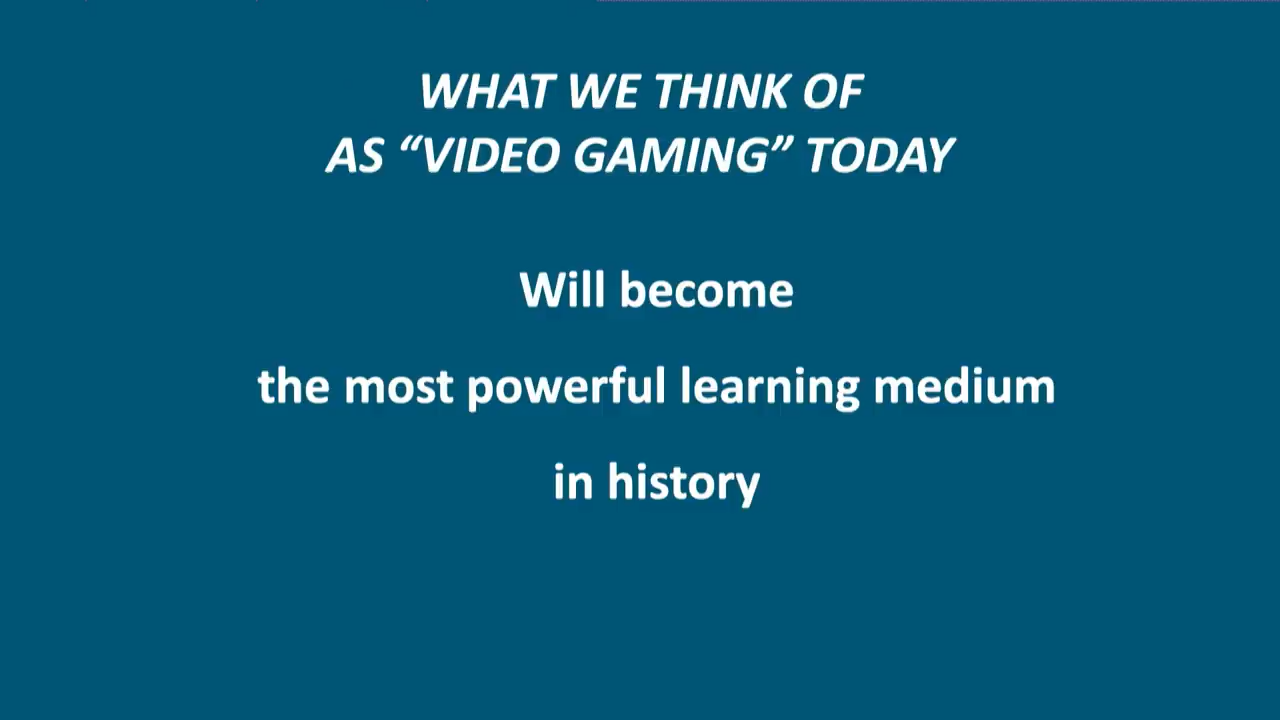 WHAT WE THINK OF
AS “VIDEO GAMING” TODAY
Will become
the most powerful learning medium
in history